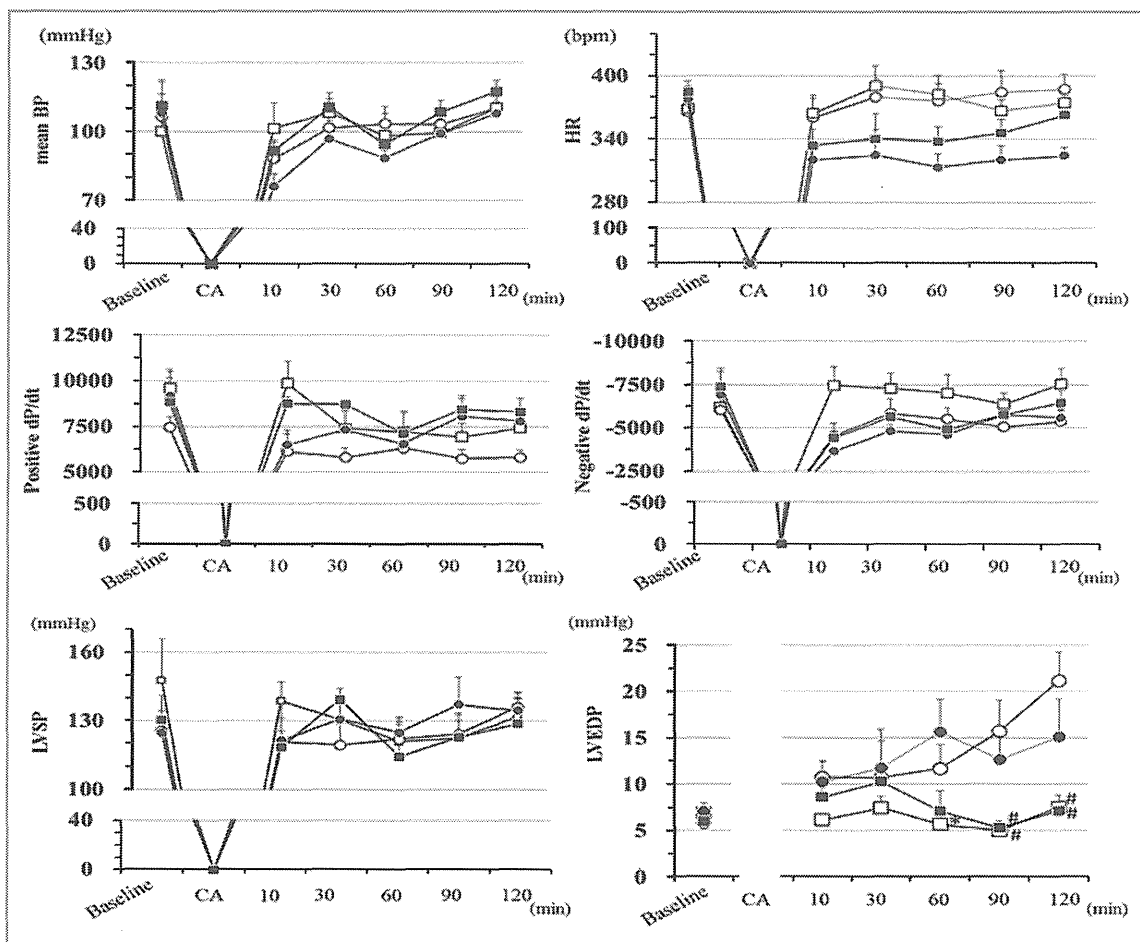 (mmHg)
mean BP
130
100
70
40
0
Baseline CA 10 30 60 90 120 (min)
(bpm)
HR
400
340
280
100
0
Baseline CA 10 30 60 90 120 (min)
Positive dP/dt
12500
10000
7500
5000
500
0
Baseline CA 10 30 60 90 120 (min)
Negative dP/dt
-10000
-7500
-5000
-2500
-500
0
Baseline CA 10 30 60 90 120 (min)
(mmHg)
LVSP
160
130
100
40
0
Baseline CA 10 30 60 90 120 (min)
(mmHg)
LVEDP
25
20
15
10
5
0
*
#
#
#
#
Baseline CA 10 30 60 90 120 (min)